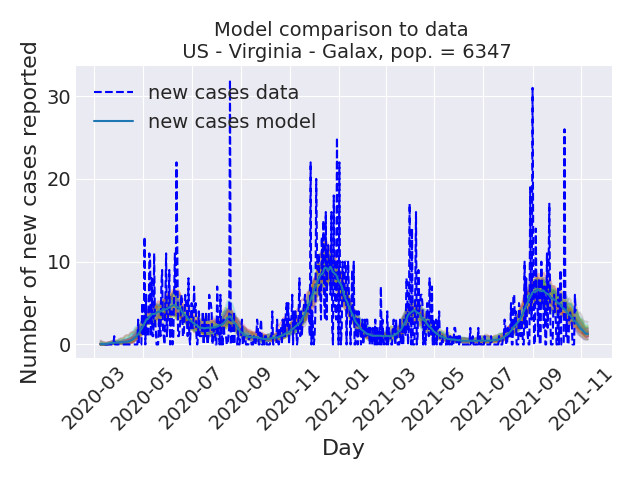 Model comparison to data
US - Virginia - Galax, pop. = 6347
Number of new cases reported
30
20
10
0
new cases data
new cases model
2020-03
2020-05
2020-07
2020-09
2020-11
2021-01
2021-03
2021-05
2021-07
2021-09
2021-11
Day